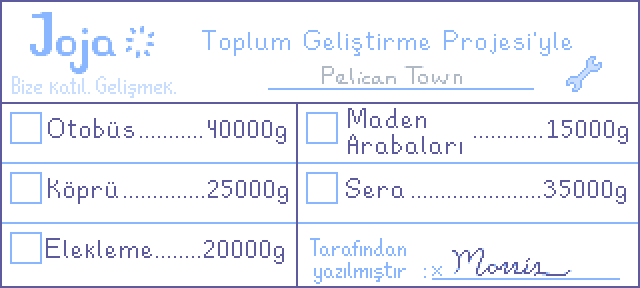 Joja
Toplum Geliştirme Projesi'yle
Bize katıl. Gelişmek.
Pelican Town
Otobüs...........40000g
Maden
Arabaları ............15000g
Köprü..............25000g
Sera ......................35000g
Elekleme........20000g
Tarafından
yazılmıştır :x Morris